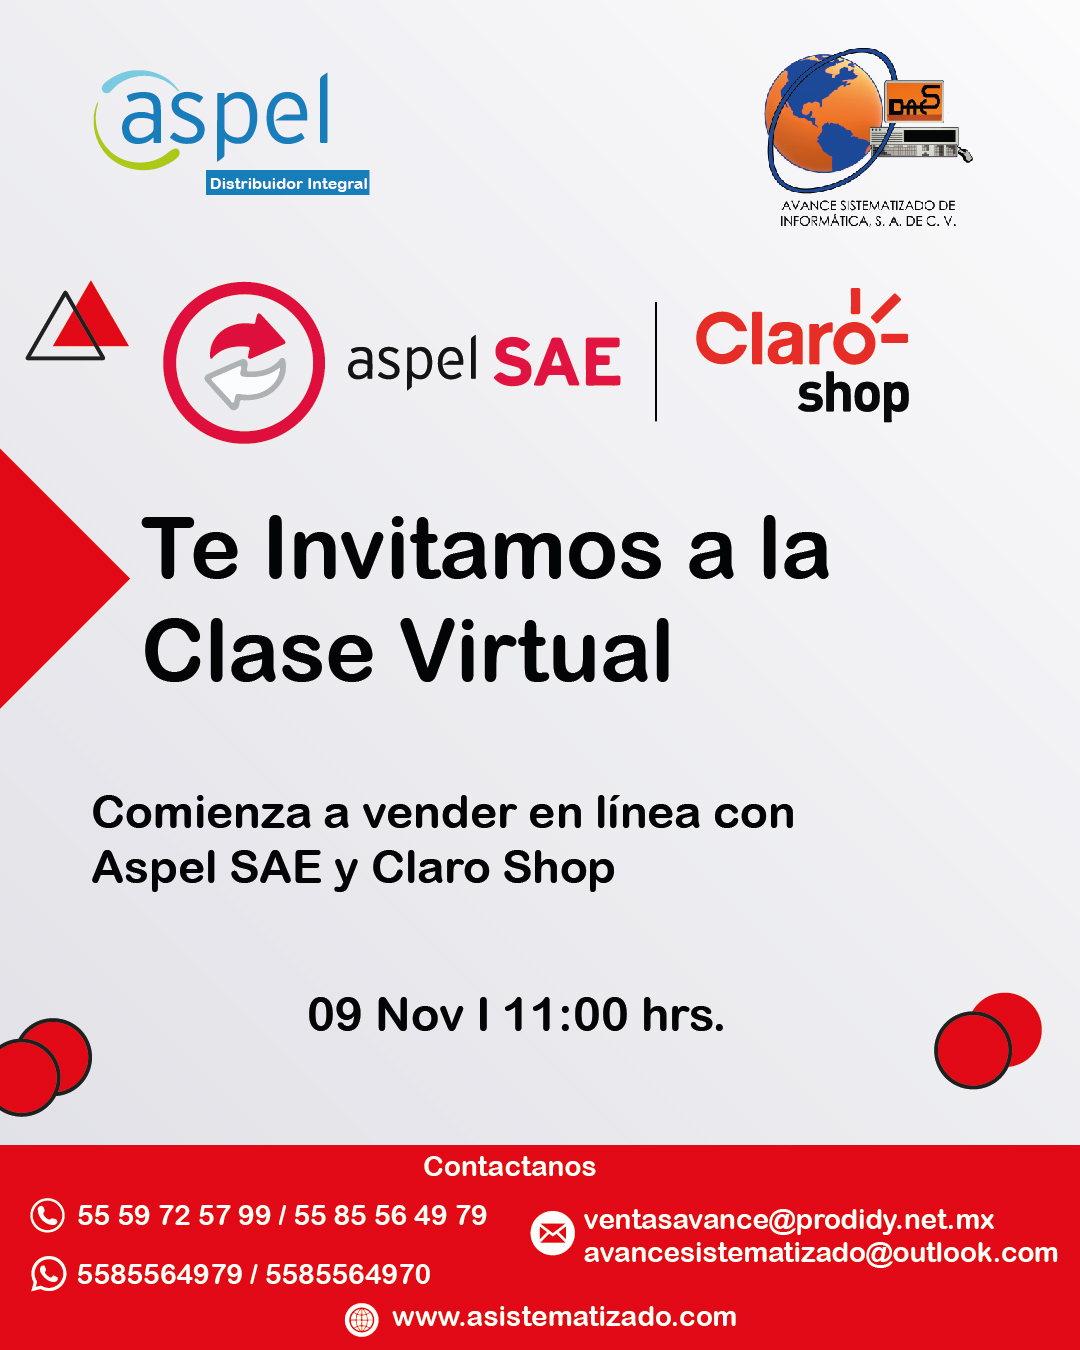 aspel
Distribuidor Integral
DAES
AVANCE SISTEMATIZADO DE
INFORMÁTICA, S. A. DE C. V.
aspel SAE
Claro
shop
Te Invitamos a la
Clase Virtual
Comienza a vender en línea con
Aspel SAE y Claro Shop
09 Nov l 11:00 hrs.
Contactanos
55 59 72 57 99 / 55 85 56 49 79
ventasavance@prodidy.net.mx
avancesistematizado@outlook.com
5585564979 / 5585564970
www.asistematizado.com